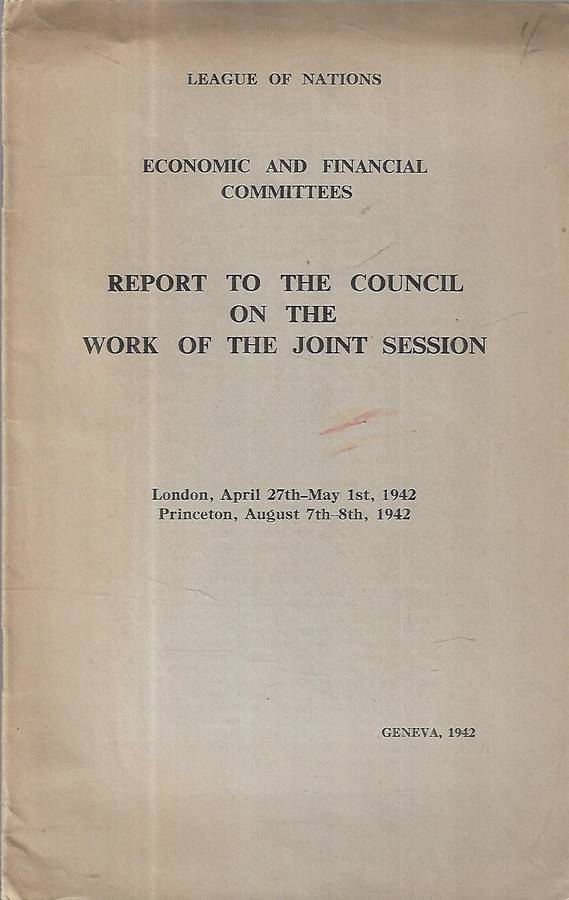 LEAGUE OF NATIONS
ECONOMIC AND FINANCIAL
COMMITTEES
REPORT TO THE COUNCIL
ON THE
WORK OF THE JOINT SESSION
London, April 27th–May 1st, 1942
Princeton, August 7th–8th, 1942
GENEVA, 1942